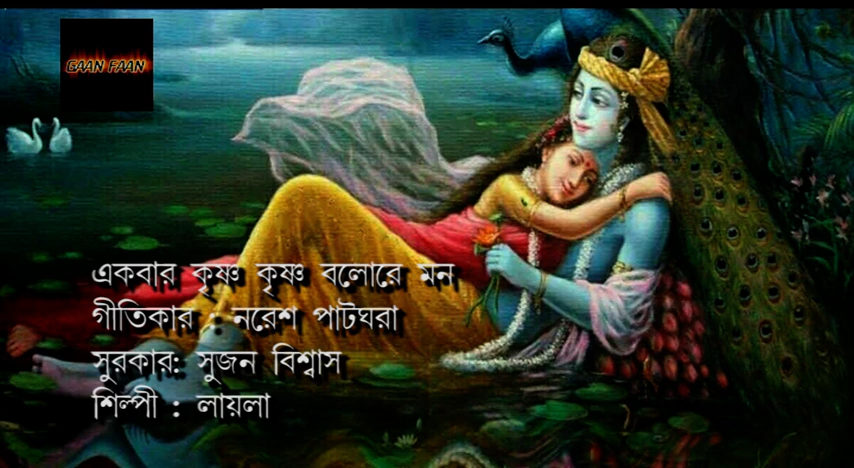 GAAN FAAN
একবার কৃষ্ণ কৃষ্ণ বলোরে মন
গীতিকার : নরেশ পাটঘরা
সুরকার: সুজন বিশ্বাস
শিল্পী : লায়লা